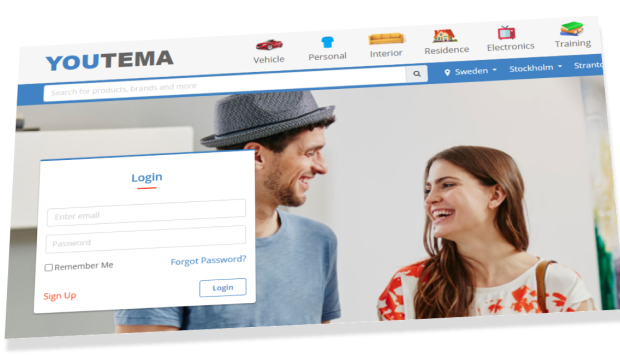 YOUTEMA
Vehicle
Personal
Interior
Residence
Electronics
Training
Search for products, brands and more
Sweden
Stockholm
Login
Enter email
Password
Remember Me
Forgot Password?
Sign Up
Login